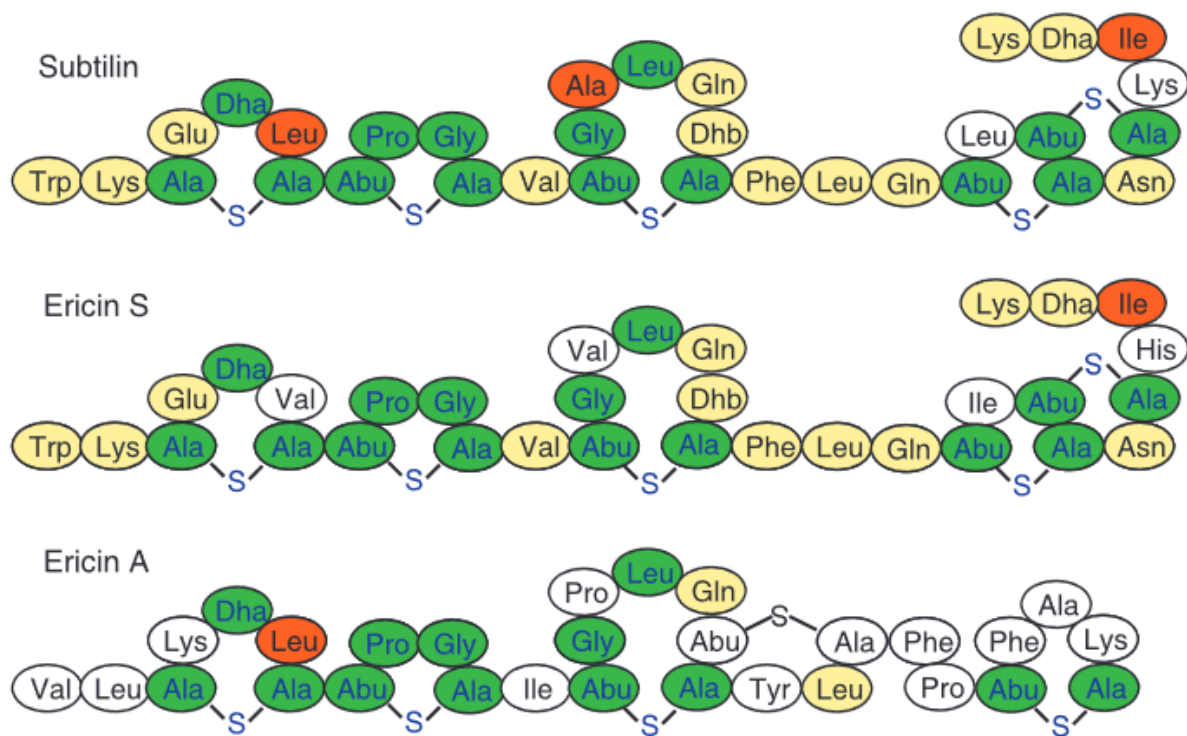 Subtilin
Lys Dha Ile
Ala Leu Gln
Lys
Dha
S
Glu Leu
Pro Gly
Gly Dhb
Leu Abu Ala
Trp Lys Ala Ala Abu Ala Val Abu Ala Phe Leu Gln Abu Ala Asn
S S S S
Ericin S
Lys Dha Ile
Val Leu Gln
His
Dha
S
Glu Val
Pro Gly
Gly Dhb
Ile Abu Ala
Trp Lys Ala Ala Abu Ala Val Abu Ala Phe Leu Gln Abu Ala Asn
S S S S
Ericin A
Pro Leu Gln
Ala
Dha
S
Lys Leu
Pro Gly
Gly Abu Ala Phe Phe Lys
Val Leu Ala Ala Abu Ala Ile Abu Ala Tyr Leu Pro Abu Ala
S S S S